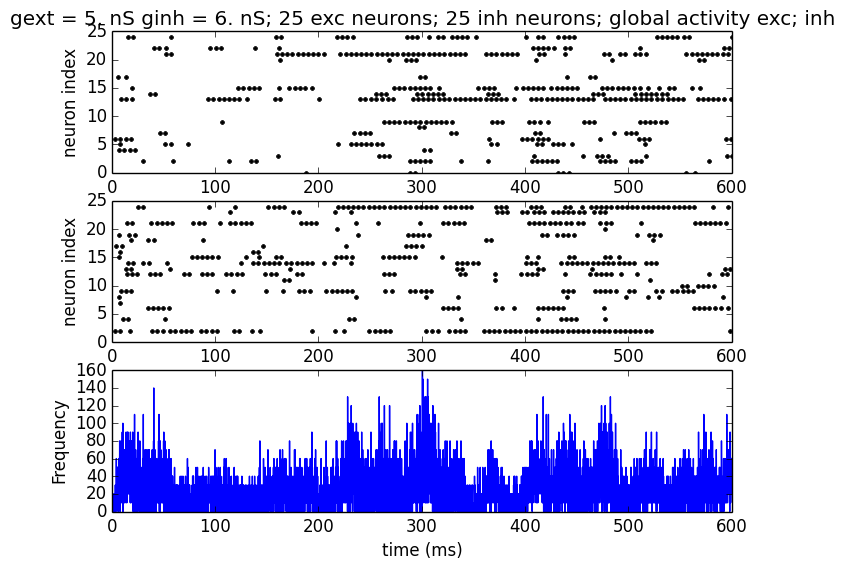 gext = 5. nS ginh = 6. nS; 25 exc neurons; 25 inh neurons; global activity exc; inh
25
20
15
10
5
0
neuron index
0 100 200 300 400 500 600
25
20
15
10
5
0
neuron index
0 100 200 300 400 500 600
160
140
120
100
80
60
40
20
0
Frequency
0 100 200 300 400 500 600
time (ms)